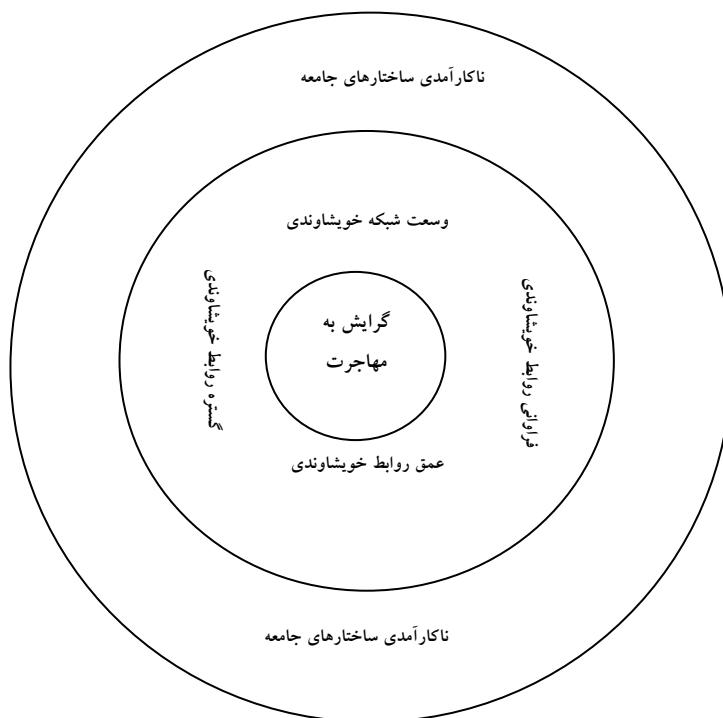 ناکارآمدی ساختارهای جامعه
وسعت شبکه خویشاوندی
فراوانی روابط خویشاوندی
گستره روابط خویشاوندی
گرایش به
مهاجرت
عمق روابط خویشاوندی
ناکارآمدی ساختارهای جامعه